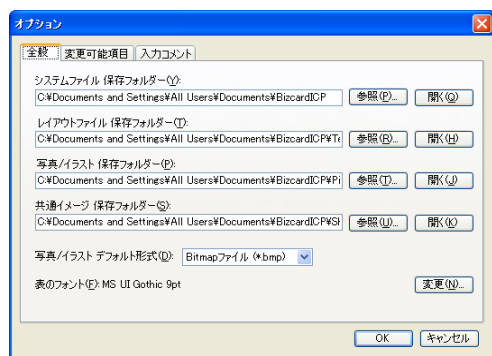 オプション
全般 変更可能項目 入力コメント
システムファイル 保存フォルダー(Y):
C:¥Documents and Settings¥All Users¥Documents¥BizcardICP 参照(P)... 開く(G)
レイアウトファイル 保存フォルダー(T):
C:¥Documents and Settings¥All Users¥Documents¥BizcardICP¥Te 参照(R)... 開く(H)
写真/イラスト 保存フォルダー(P):
C:¥Documents and Settings¥All Users¥Documents¥BizcardICP¥Pi 参照(T)... 開く(J)
共通イメージ 保存フォルダー(S):
C:¥Documents and Settings¥All Users¥Documents¥BizcardICP¥SI 参照(U)... 開く(K)
写真/イラスト デフォルト形式(D): Bitmapファイル (*.bmp)
表のフォント(F): MS UI Gothic 9pt 変更(N)...
OK キャンセル